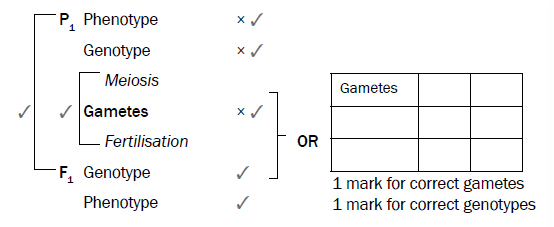 P1 Phenotype × ✓
Genotype × ✓
Meiosis
✓ ✓ Gametes × ✓
Fertilisation
F1 Genotype ✓
Phenotype ✓
OR
Gametes
1 mark for correct gametes
1 mark for correct genotypes